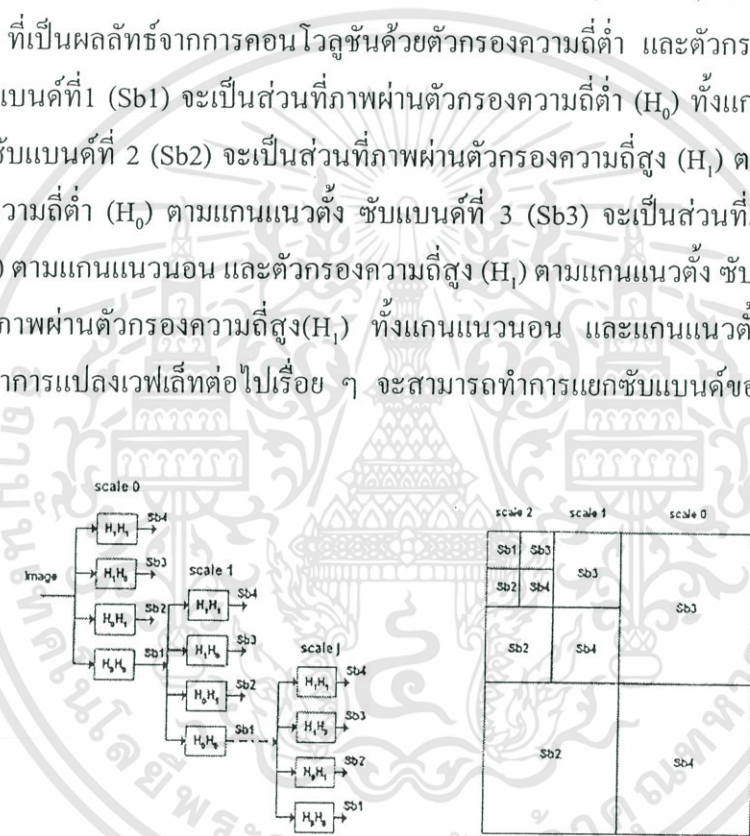 ที่เป็นผลลัทธ์จากการคอนโวลูชันด้วยตัวกรองความถี่ต่ำ และตัวกร
แบนด์ที่1 (Sb1) จะเป็นส่วนที่ภาพผ่านตัวกรองความถี่ต่ำ (H₀) ทั้งแก
ซับแบนด์ที่ 2 (Sb2) จะเป็นส่วนที่ภาพผ่านตัวกรองความถี่สูง (H₁) ต
วามถี่ต่ำ (H₀) ตามแกนแนวตั้ง ซับแบนด์ที่ 3 (Sb3) จะเป็นส่วนที่
) ตามแกนแนวนอน และตัวกรองความถี่สูง (H₁) ตามแกนแนวตั้ง ซับ
ภาพผ่านตัวกรองความถี่สูง(H₁) ทั้งแกนแนวนอน และแกนแนวตั้
าการแปลงเวฟเล็ทต่อไปเรื่อย ๆ จะสามารถทำการแยกซับแบนด์ขอ
scale 0
H₁H₁ Sb4
H₁H₀ Sb3
Image
H₀H₁ Sb2
H₀H₀ Sb1
scale 1
H₁H₁ Sb4
H₁H₀ Sb3
H₀H₁ Sb2
H₀H₀ Sb1
scale J
H₁H₁ Sb4
H₁H₀ Sb3
H₀H₁ Sb2
H₀H₀ Sb1
scale 2 scale 1 scale 0
Sb1 Sb3
Sb2 Sb4
Sb3
Sb3
Sb2 Sb4
Sb2 Sb4